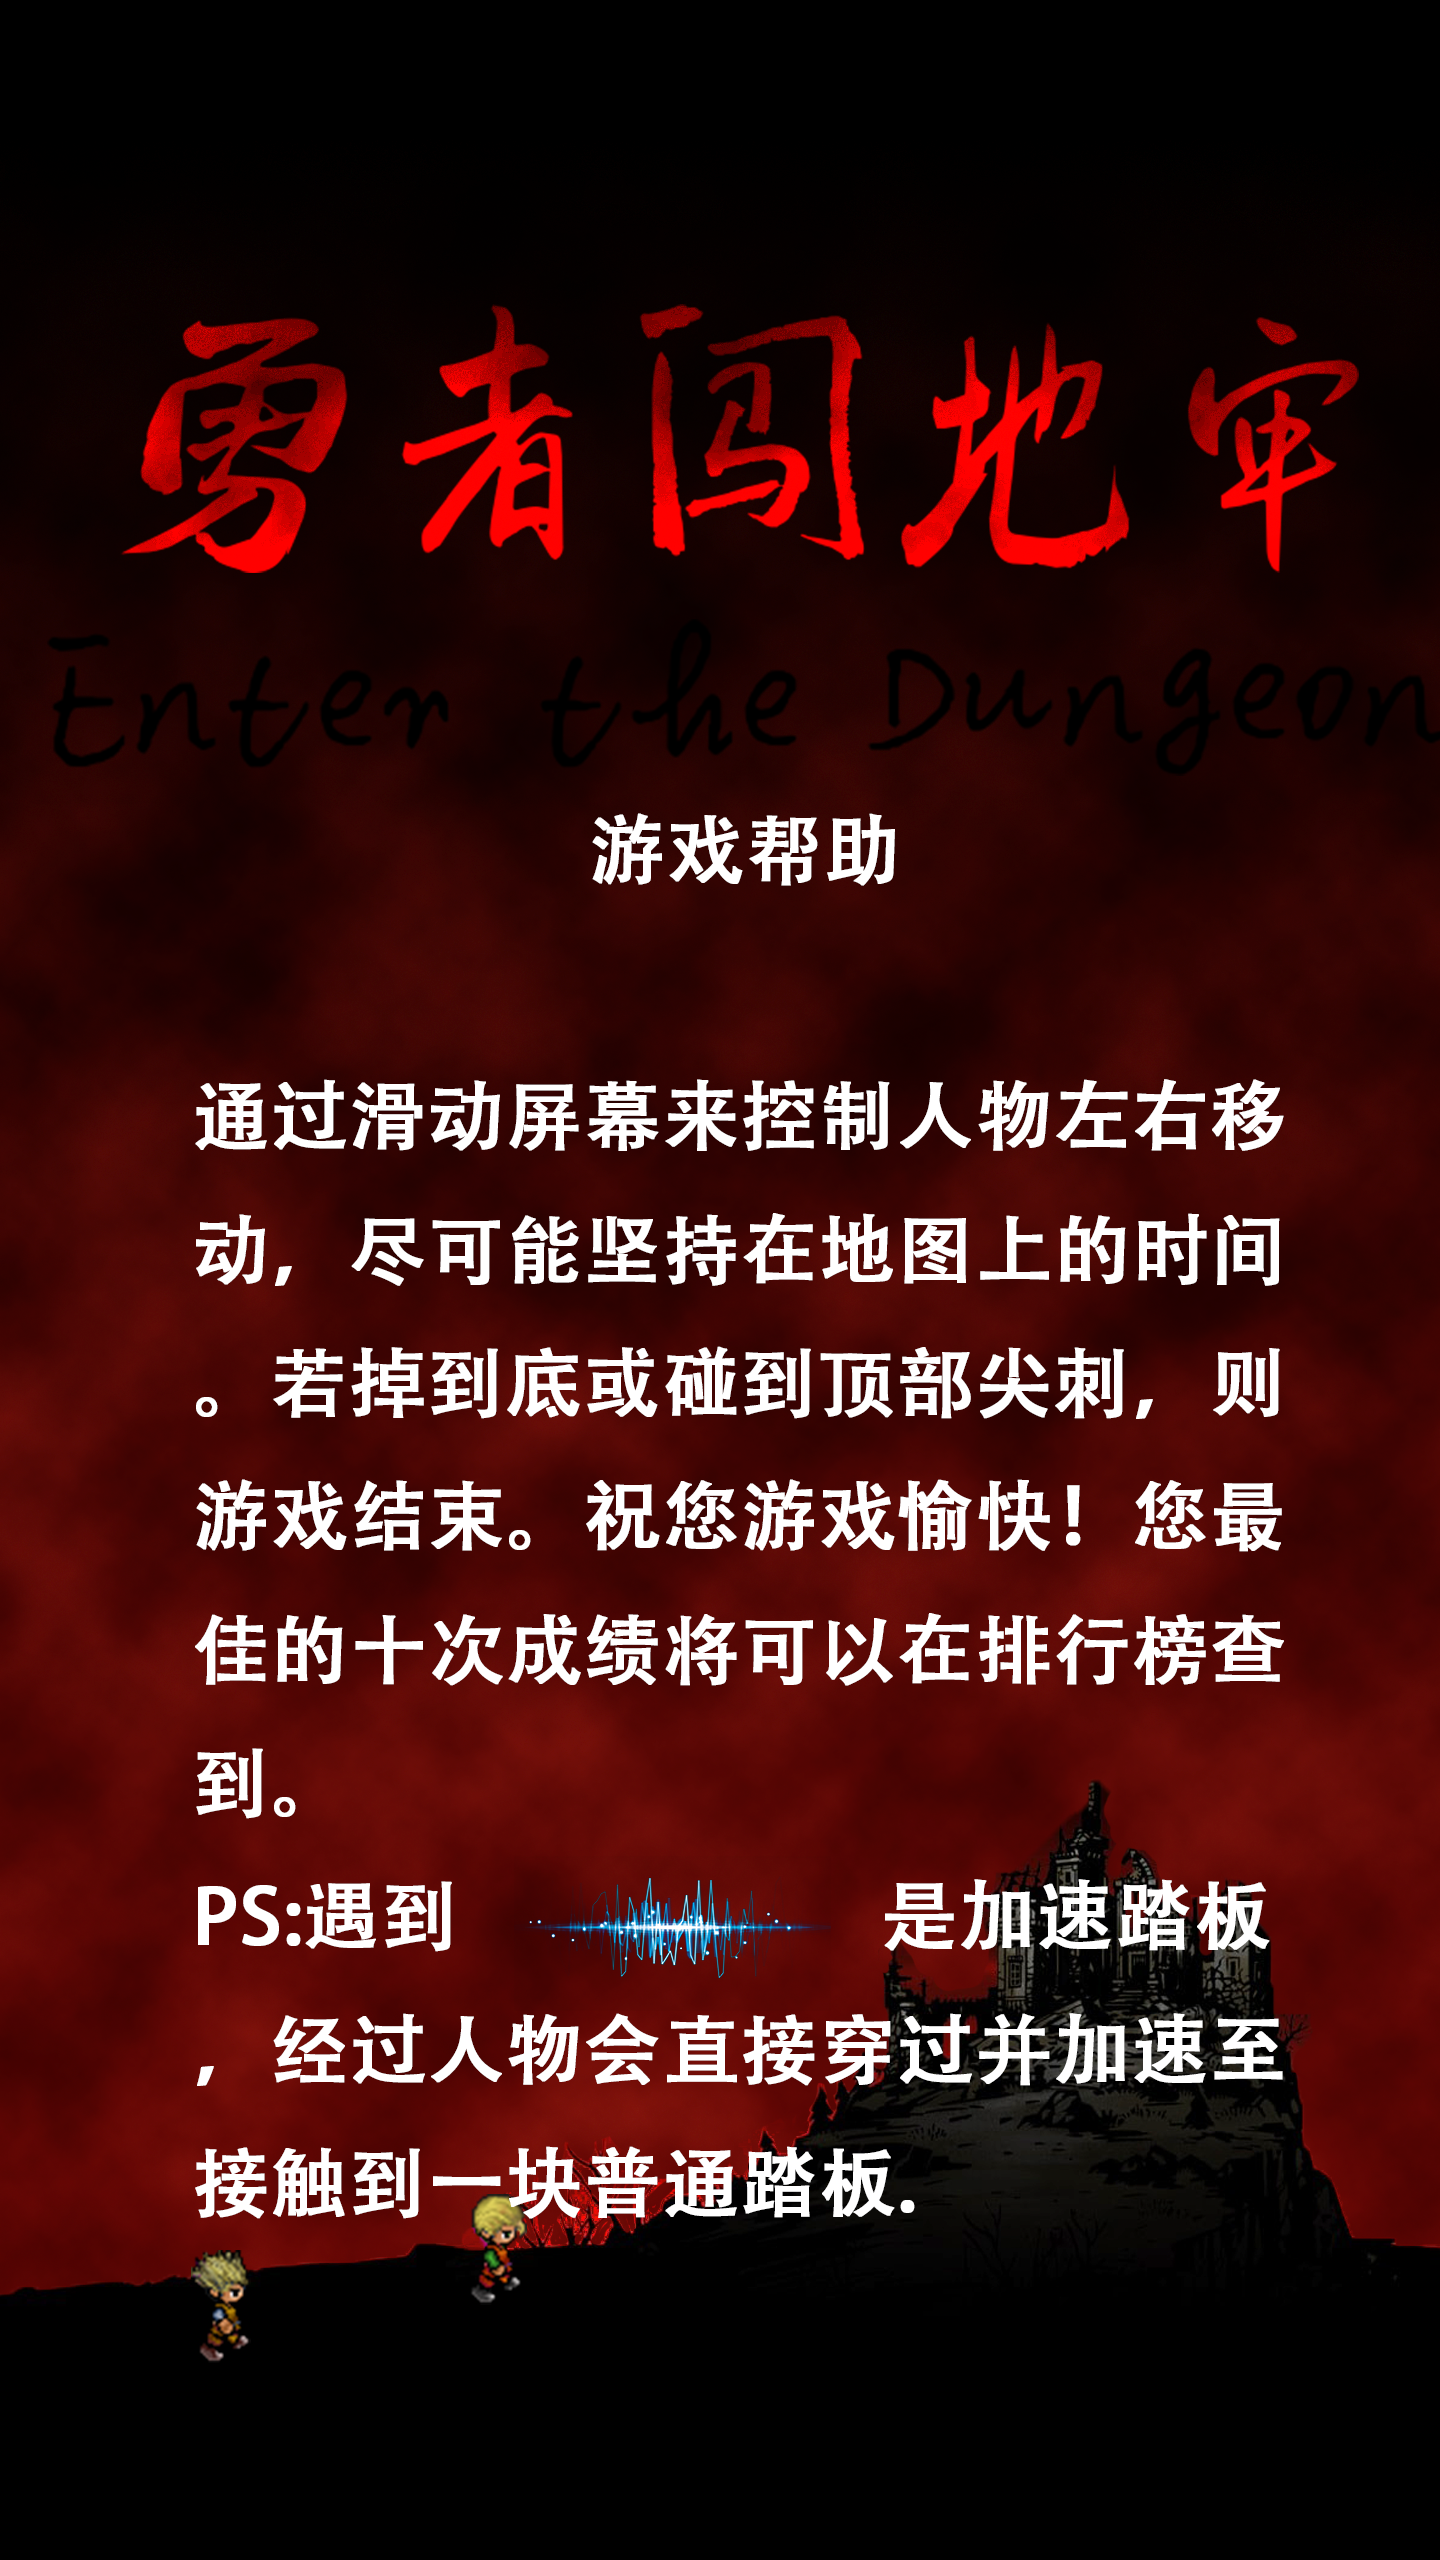 勇者闯地牢
Enter the Dungeon
游戏帮助
通过滑动屏幕来控制人物左右移
动，尽可能坚持在地图上的时间
。若掉到底或碰到顶部尖刺，则
游戏结束。祝您游戏愉快！您最
佳的十次成绩将可以在排行榜查
到。
PS:遇到 是加速踏板
，经过人物会直接穿过并加速至
接触到一块普通踏板.